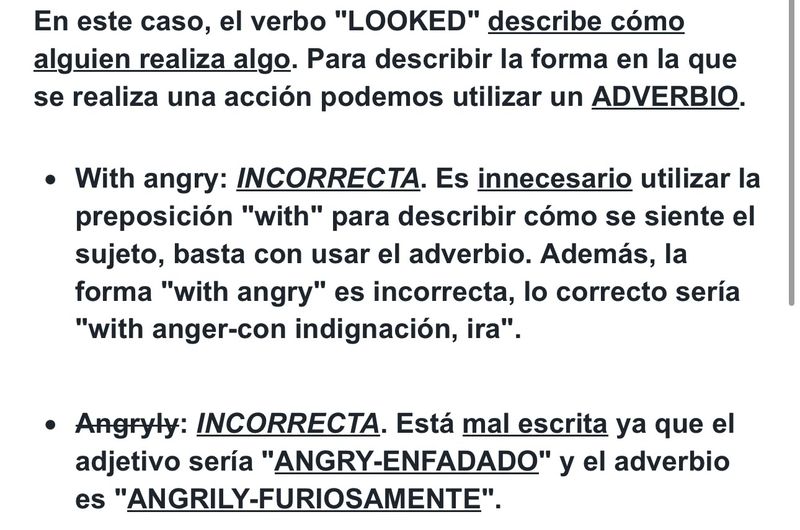 En este caso, el verbo "LOOKED" describe cómo
alguien realiza algo. Para describir la forma en la que
se realiza una acción podemos utilizar un ADVERBIO.
• With angry: INCORRECTA. Es innecesario utilizar la
preposición "with" para describir cómo se siente el
sujeto, basta con usar el adverbio. Además, la
forma "with angry" es incorrecta, lo correcto sería
"with anger-con indignación, ira".
• Angryly: INCORRECTA. Está mal escrita ya que el
adjetivo sería "ANGRY-ENFADADO" y el adverbio
es "ANGRILY-FURIOSAMENTE".